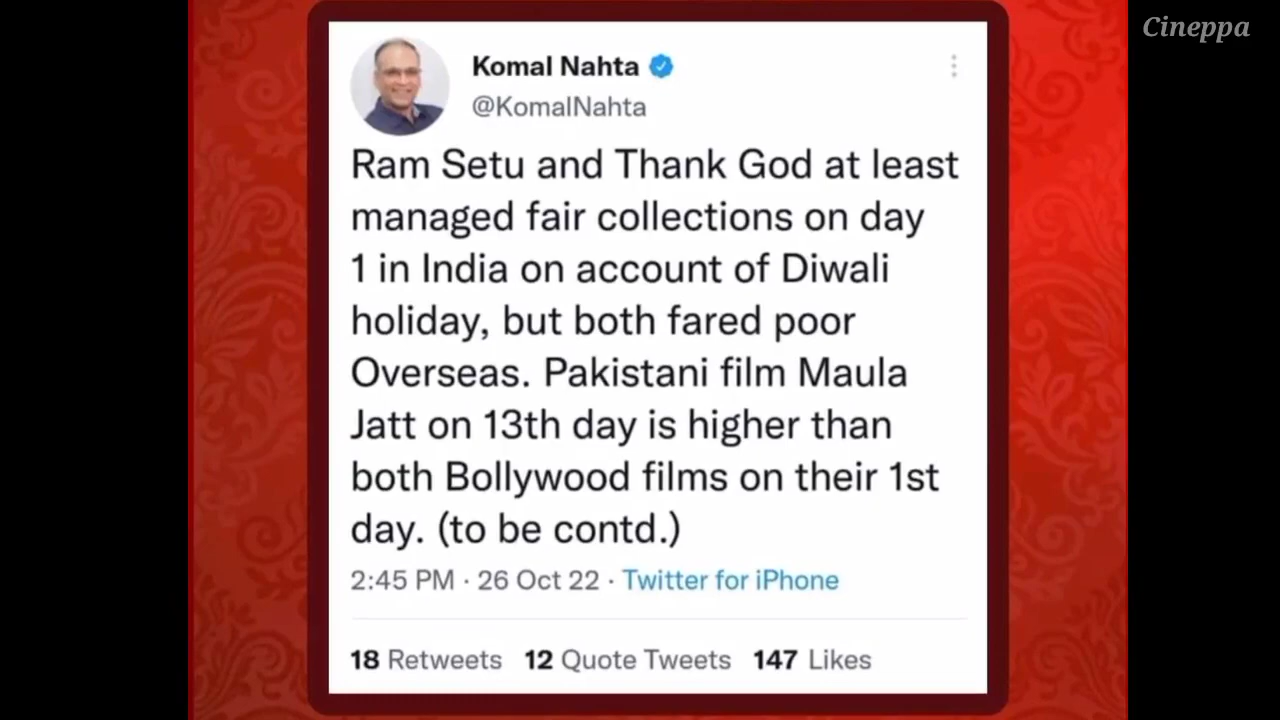 Cineppa
Komal Nahta
@KomalNahta
Ram Setu and Thank God at least
managed fair collections on day
1 in India on account of Diwali
holiday, but both fared poor
Overseas. Pakistani film Maula
Jatt on 13th day is higher than
both Bollywood films on their 1st
day. (to be contd.)
2:45 PM · 26 Oct 22 · Twitter for iPhone
18 Retweets 12 Quote Tweets 147 Likes